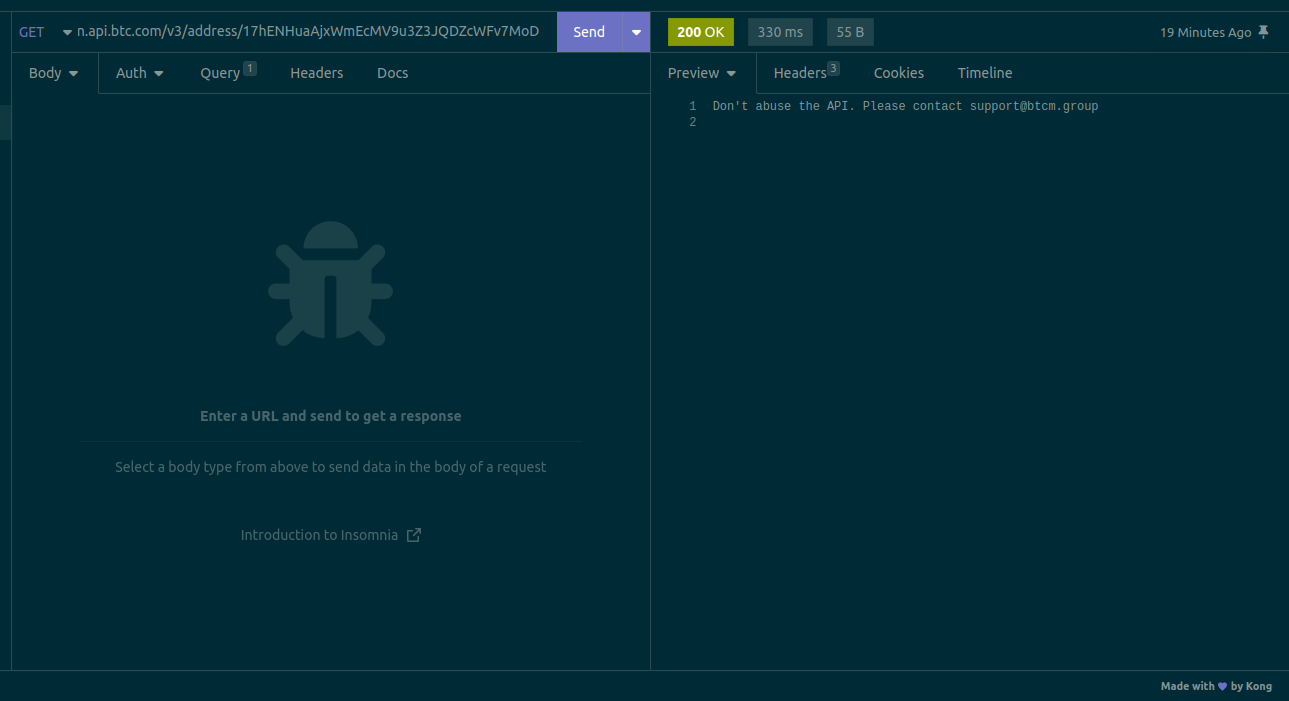 GET n.api.btc.com/v3/address/17hENHuaAjxWmEcMV9u3Z3JQDZcWFv7MoD Send 200 OK 330 ms 55 B 19 Minutes Ago
Body Auth Query 1 Headers Docs Preview Headers 3 Cookies Timeline
1 Don't abuse the API. Please contact support@btcm.group
2
Enter a URL and send to get a response
Select a body type from above to send data in the body of a request
Introduction to Insomnia
Made with 💜 by Kong